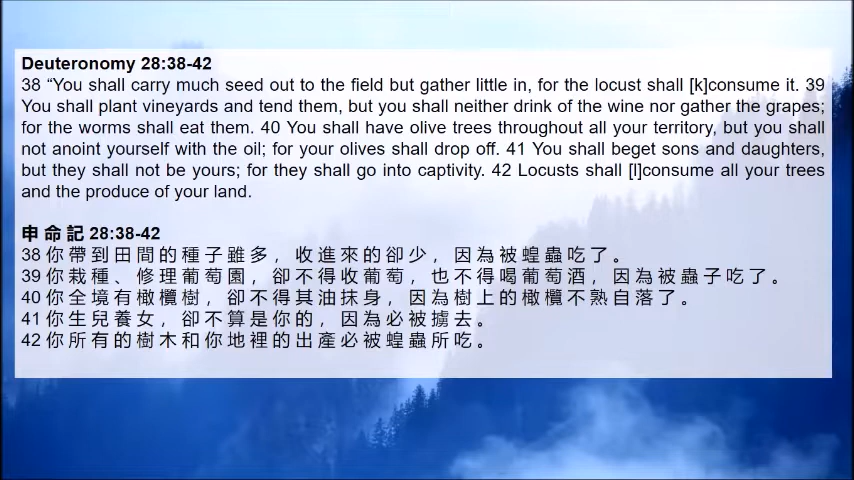 Deuteronomy 28:38-42
38 “You shall carry much seed out to the field but gather little in, for the locust shall [k]consume it. 39
You shall plant vineyards and tend them, but you shall neither drink of the wine nor gather the grapes;
for the worms shall eat them. 40 You shall have olive trees throughout all your territory, but you shall
not anoint yourself with the oil; for your olives shall drop off. 41 You shall beget sons and daughters,
but they shall not be yours; for they shall go into captivity. 42 Locusts shall [l]consume all your trees
and the produce of your land.
申命記 28:38-42
38 你帶到田間的種子雖多，收進來的卻少，因為被蝗蟲吃了。
39 你栽種、修理葡萄園，卻不得收葡萄，也不得喝葡萄酒，因為被蟲子吃了。
40 你全境有橄欖樹，卻不得其油抹身，因為樹上的橄欖不熟自落了。
41 你生兒養女，卻不算是你的，因為必被擄去。
42 你所有的樹木和你地裡的出產必被蝗蟲所吃。